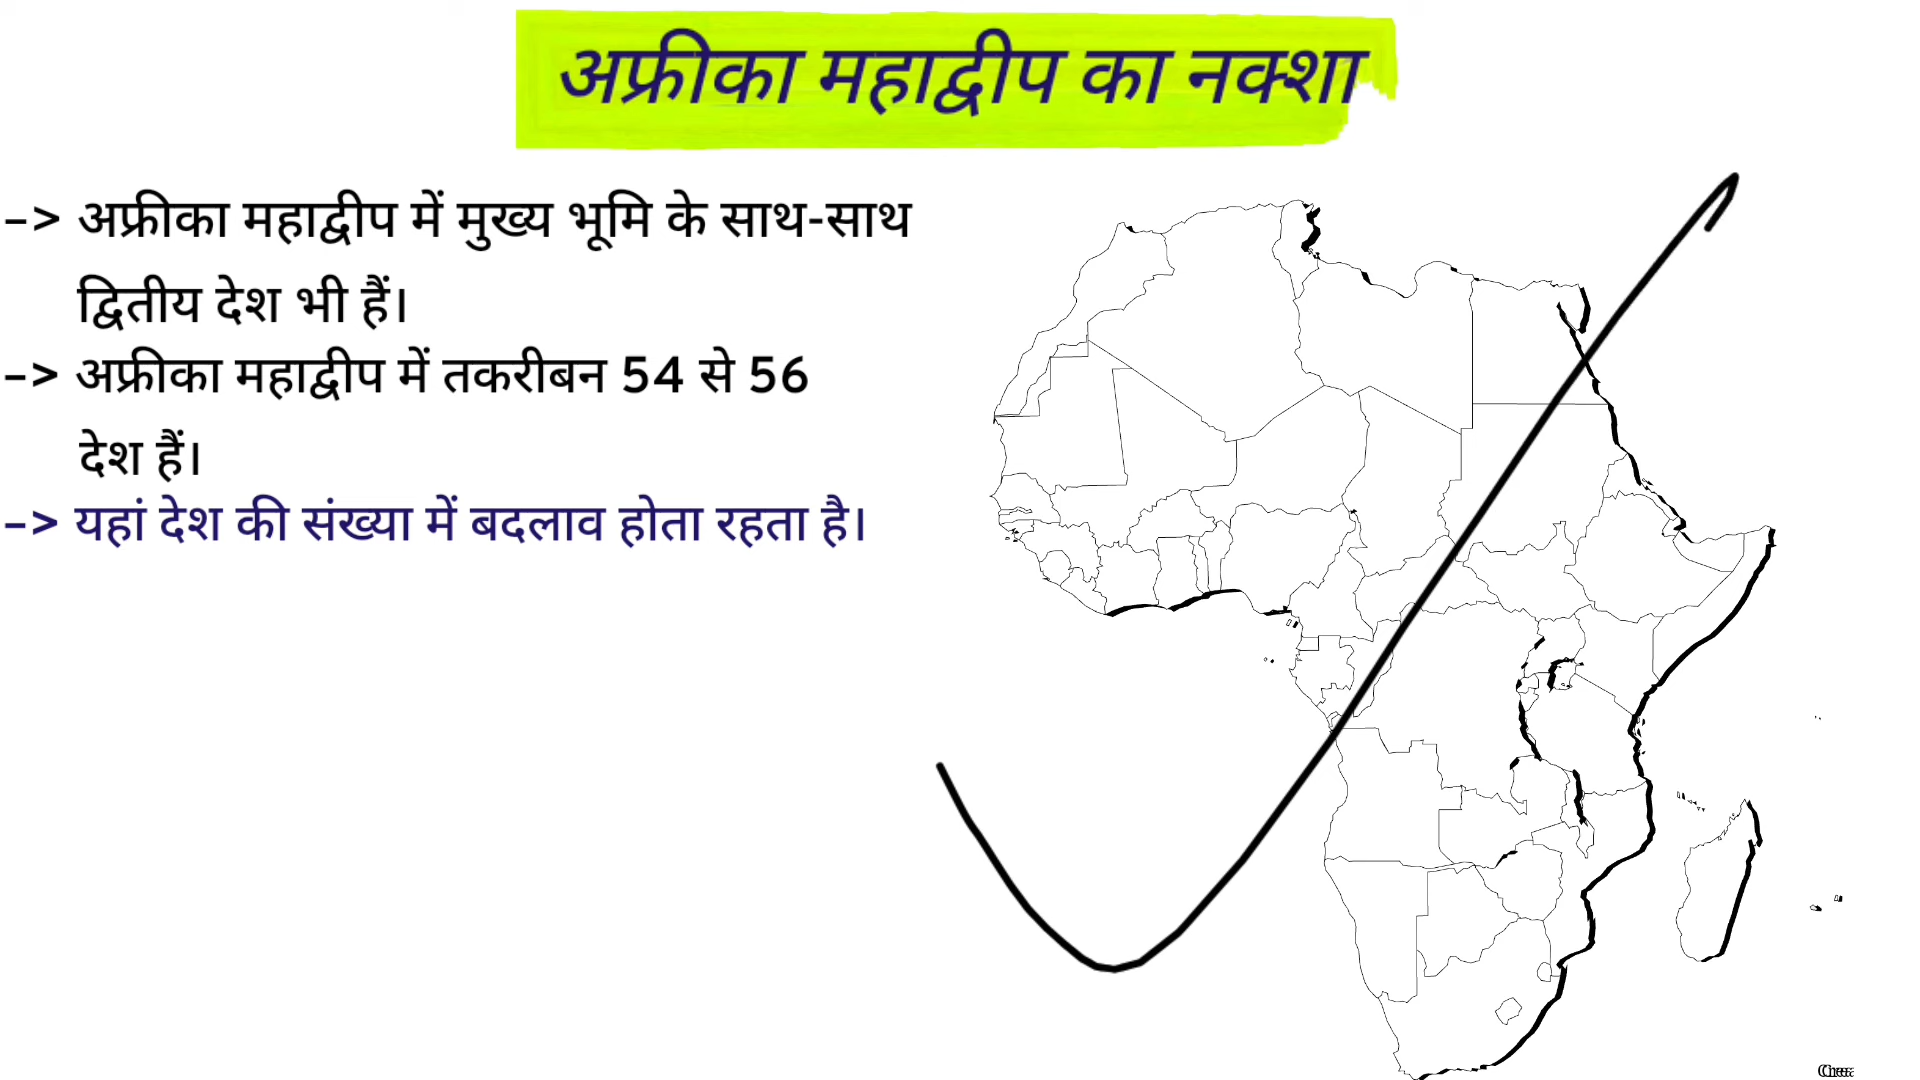 अफ्रीका महाद्वीप का नक्शा
–> अफ्रीका महाद्वीप में मुख्य भूमि के साथ-साथ
द्वितीय देश भी हैं।
–> अफ्रीका महाद्वीप में तकरीबन 54 से 56
देश हैं।
–> यहां देश की संख्या में बदलाव होता रहता है।